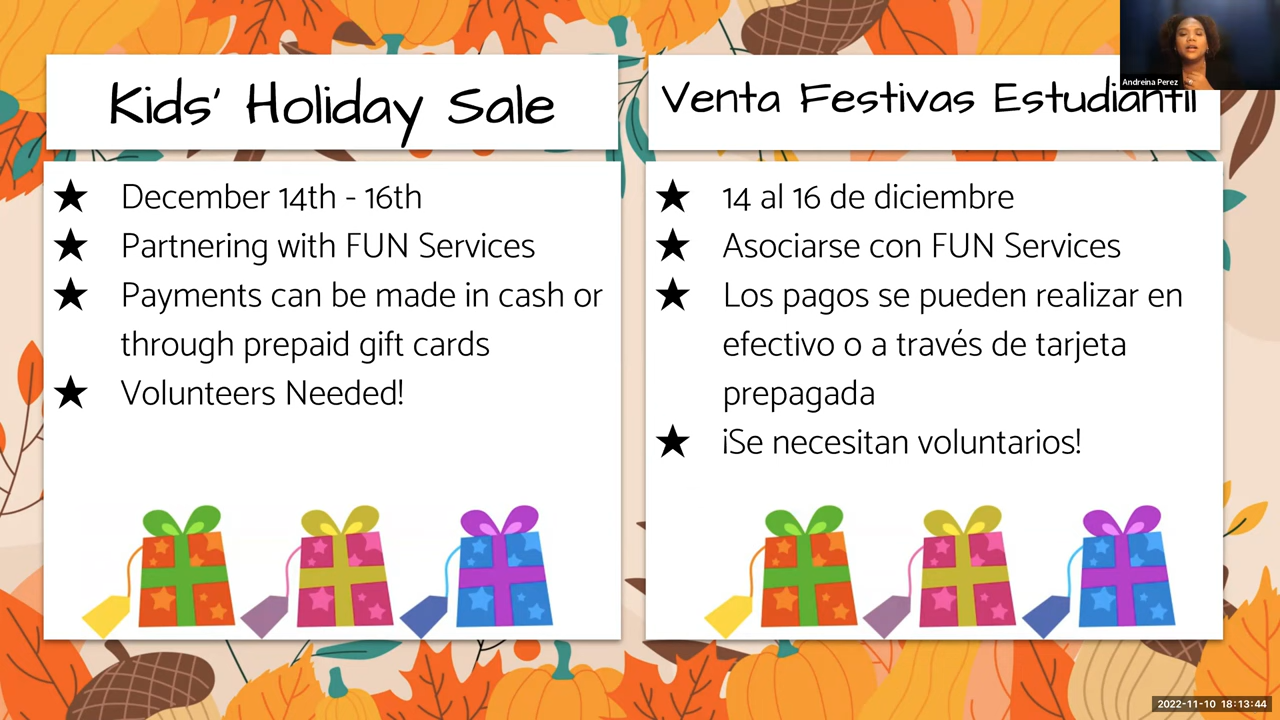 Kids' Holiday Sale
★ December 14th - 16th
★ Partnering with FUN Services
★ Payments can be made in cash or
through prepaid gift cards
★ Volunteers Needed!
Venta Festivas Estudiantil
★ 14 al 16 de diciembre
★ Asociarse con FUN Services
★ Los pagos se pueden realizar en
efectivo o a través de tarjeta
prepagada
★ ¡Se necesitan voluntarios!
Andreina Perez
2022-11-10 18:13:44